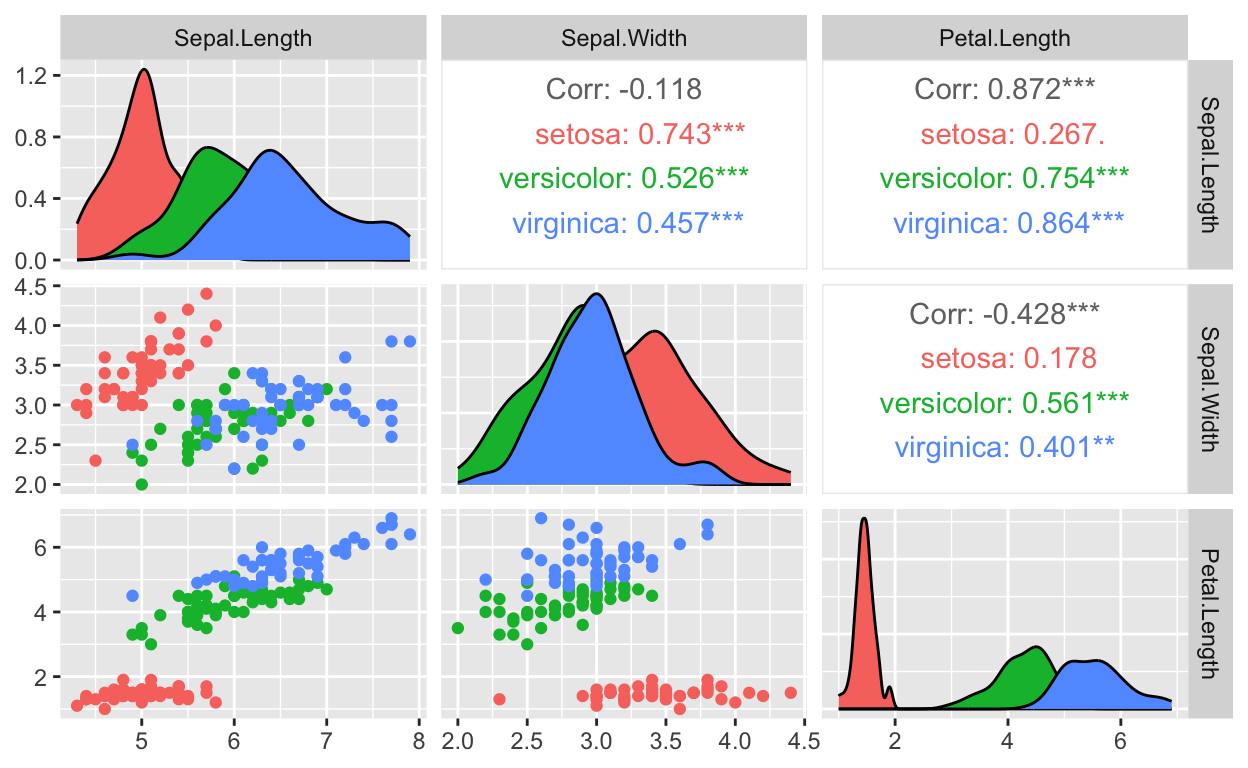 Sepal.Length
Sepal.Width
Petal.Length
1.2
0.8
0.4
0.0
Corr: -0.118
setosa: 0.743***
versicolor: 0.526***
virginica: 0.457***
Corr: 0.872***
setosa: 0.267.
versicolor: 0.754***
virginica: 0.864***
Sepal.Length
4.5
4.0
3.5
3.0
2.5
2.0
Corr: -0.428***
setosa: 0.178
versicolor: 0.561***
virginica: 0.401**
Sepal.Width
6
4
2
Petal.Length
5 6 7 8
2.0 2.5 3.0 3.5 4.0 4.5
2 4 6